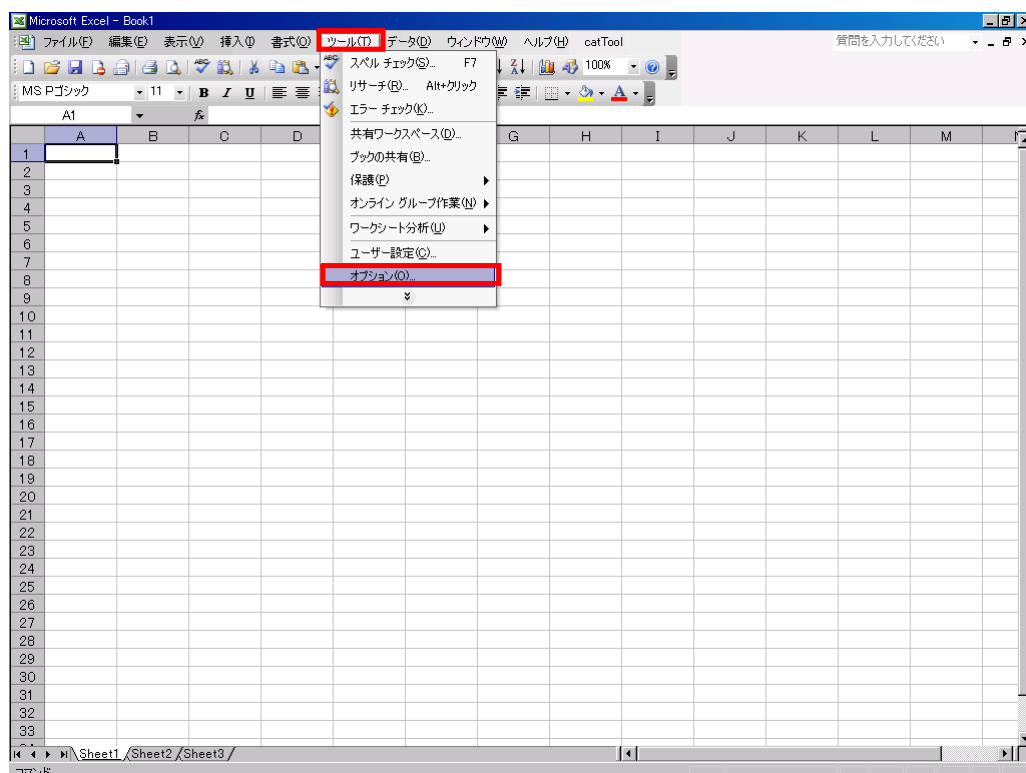 Microsoft Excel - Book1
ファイル(F) 編集(E) 表示(V) 挿入(I) 書式(O) ツール(T) データ(D) ウィンドウ(W) ヘルプ(H) catTool 質問を入力してください
100%
MS Pゴシック 11 B I U A
A1 fx
スペル チェック(S)... F7
リサーチ(R)... Alt+クリック
エラー チェック(K)...
共有ワークスペース(D)...
ブックの共有(B)...
保護(P)
オンライン グループ作業(N)
ワークシート分析(U)
ユーザー設定(C)...
オプション(O)...
A B C D G H I J K L M
1
2
3
4
5
6
7
8
9
10
11
12
13
14
15
16
17
18
19
20
21
22
23
24
25
26
27
28
29
30
31
32
33
Sheet1 Sheet2 Sheet3
コマンド